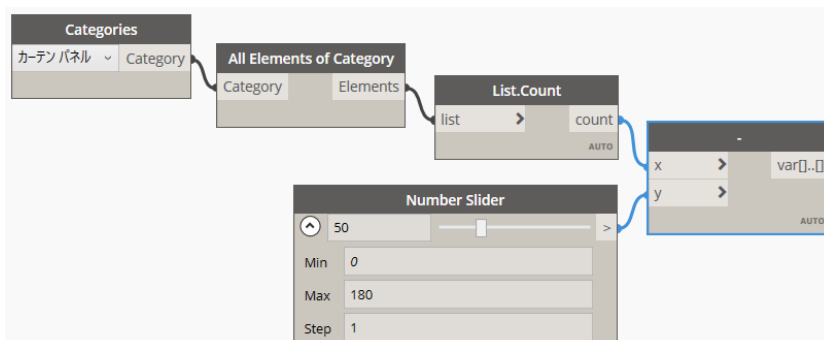 Categories
カーテン パネル Category
All Elements of Category
Category Elements
List.Count
list > count
AUTO
-
x > var[]..[]
y >
AUTO
Number Slider
50 >
Min 0
Max 180
Step 1